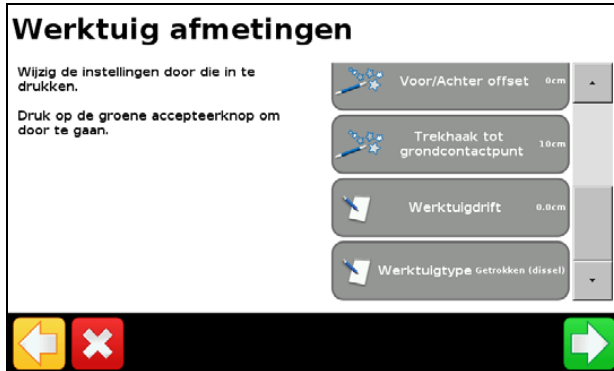 Werktuig afmetingen
Wijzig de instellingen door die in te
drukken.
Druk op de groene accepteerknop om
door te gaan.
Voor/Achter offset 0cm
Trekhaak tot
grondcontactpunt 10cm
Werktuigdrift 0.0cm
Werktuigtype Getrokken (dissel)